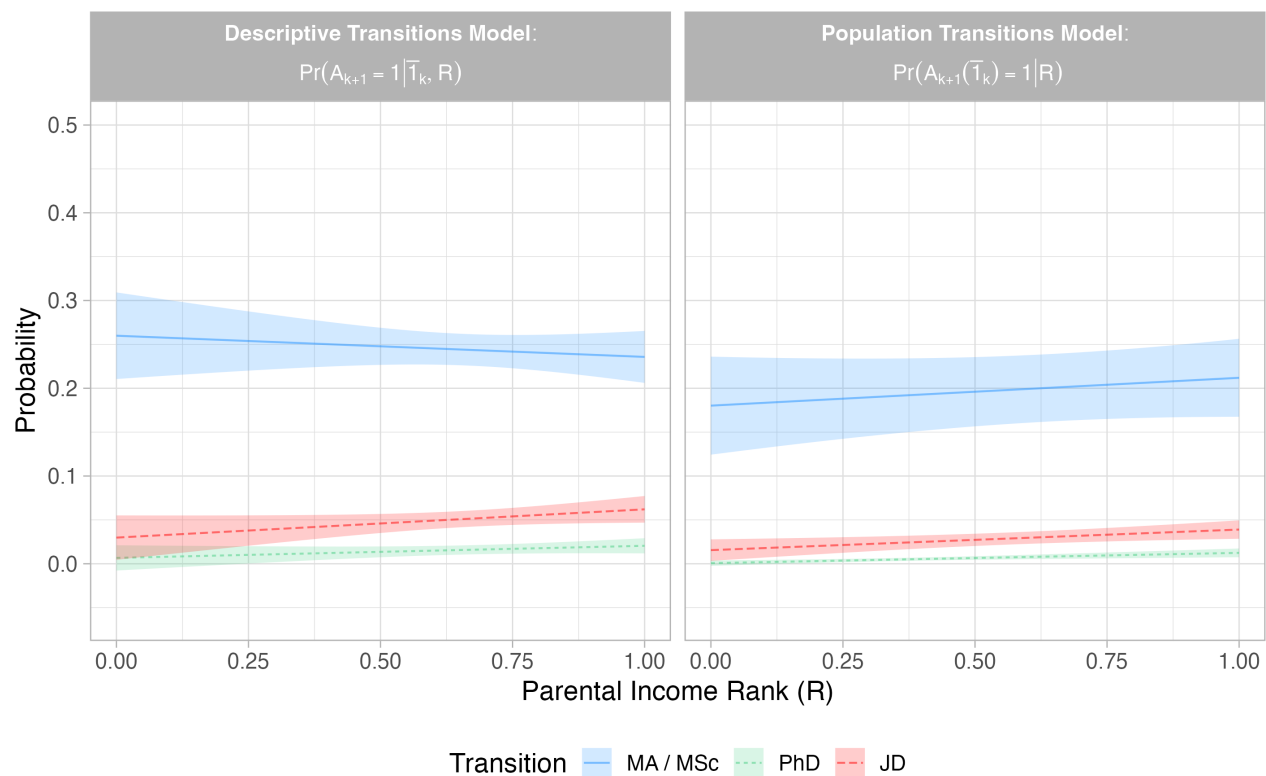 Descriptive Transitions Model:
Pr(Aₖ₊₁ = 1|1̅ₖ, R)
Population Transitions Model:
Pr(Aₖ₊₁(1̅ₖ) = 1|R)
Probability
0.5
0.4
0.3
0.2
0.1
0.0
0.00 0.25 0.50 0.75 1.00
0.00 0.25 0.50 0.75 1.00
Parental Income Rank (R)
Transition MA / MSc PhD JD